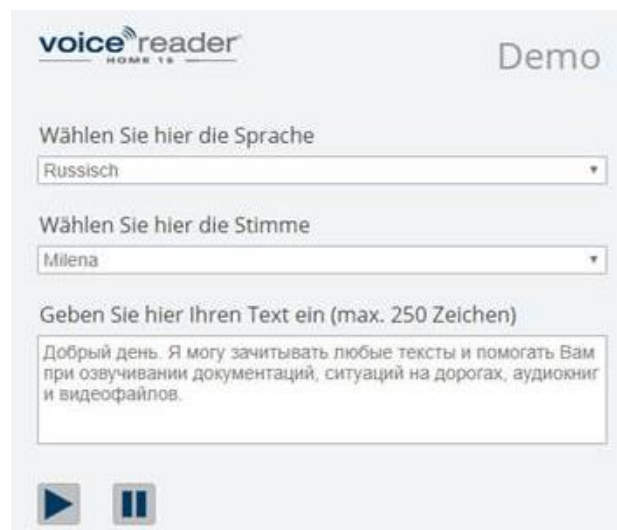 voice reader
HOME 15
Demo
Wählen Sie hier die Sprache
Russisch
Wählen Sie hier die Stimme
Milena
Geben Sie hier Ihren Text ein (max. 250 Zeichen)
Добрый день. Я могу зачитывать любые тексты и помогать Вам
при озвучивании документаций, ситуаций на дорогах, аудиокниг
и видеофайлов.